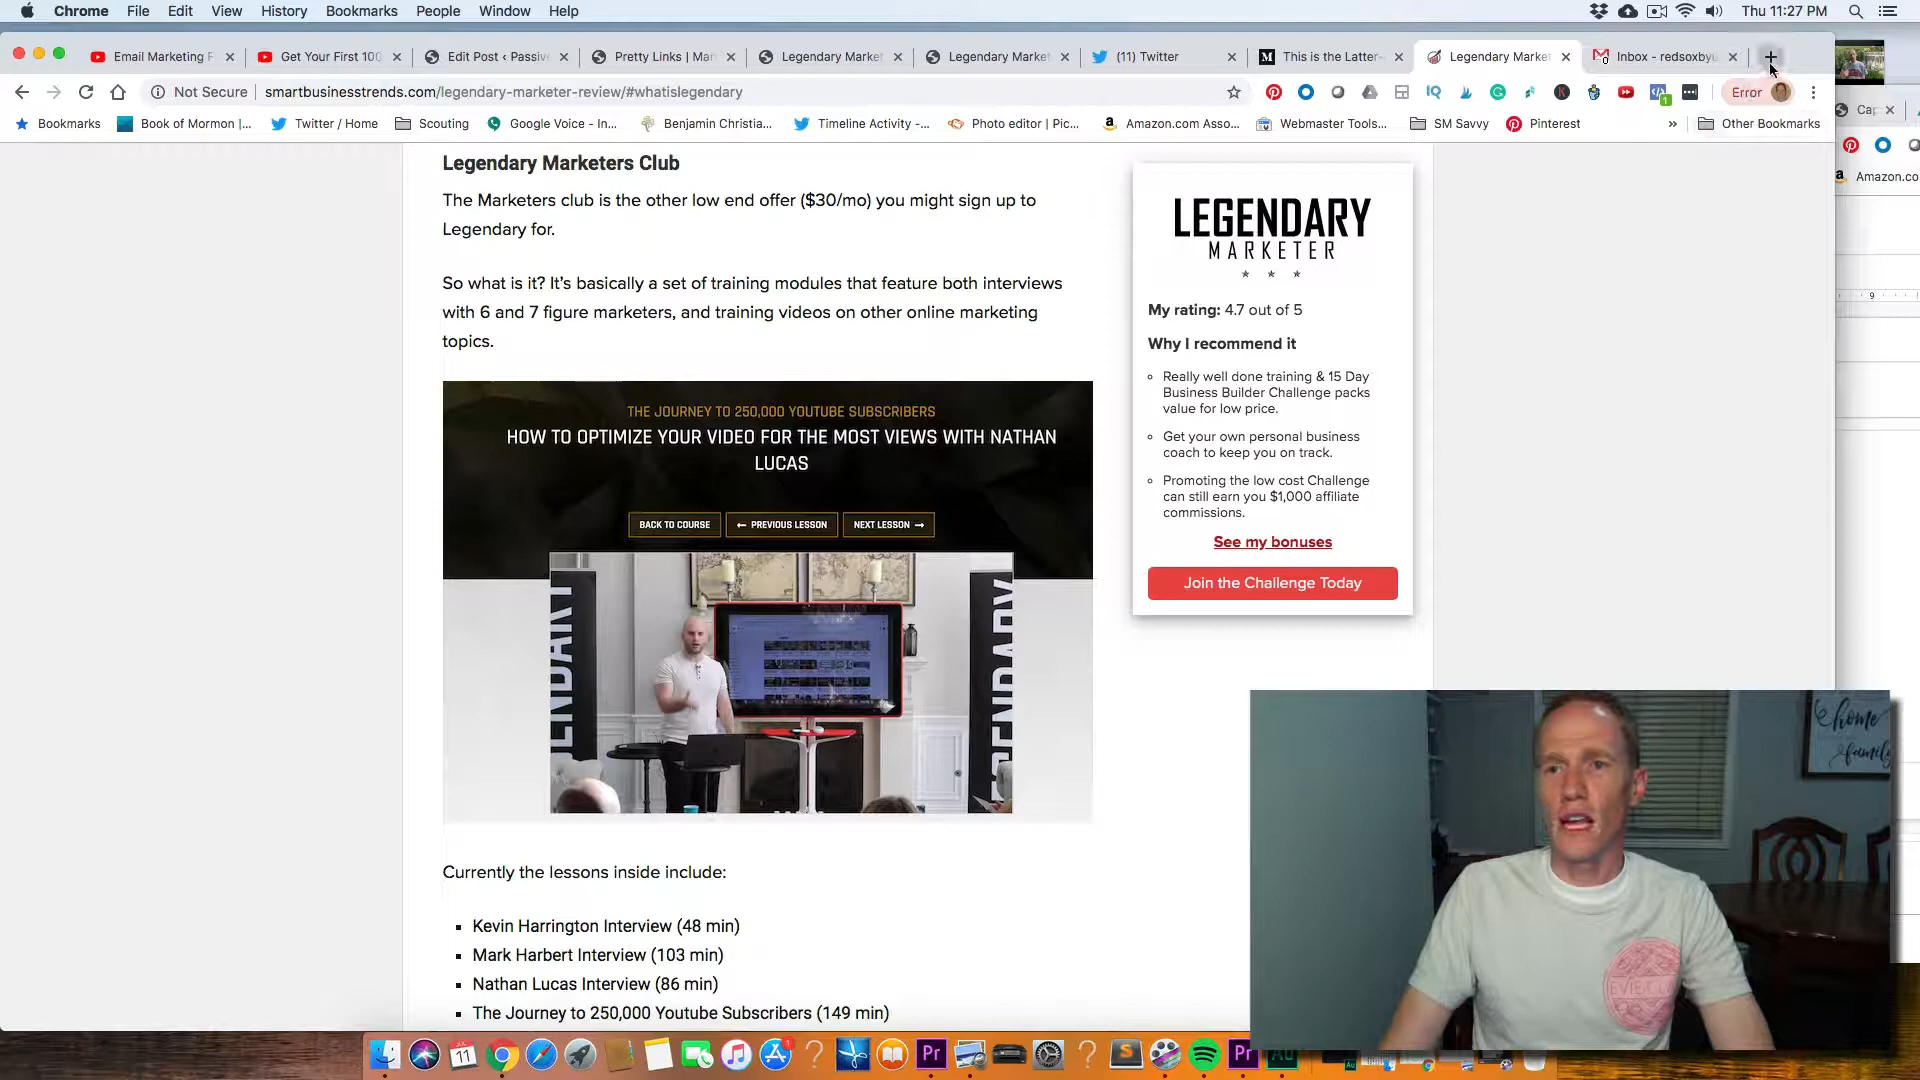 Chrome File Edit View History Bookmarks People Window Help
Thu 11:27 PM
Email Marketing F
Get Your First 100
Edit Post ‹ Passive
Pretty Links | Man
Legendary Market
Legendary Market
(11) Twitter
This is the Latter-
Legendary Market
Inbox - redsoxbyu
Not Secure
smartbusinesstrends.com/legendary-marketer-review/#whatislegendary
Error
Bookmarks
Book of Mormon |...
Twitter / Home
Scouting
Google Voice - In...
Benjamin Christia...
Timeline Activity -...
Photo editor | Pic...
Amazon.com Asso...
Webmaster Tools...
SM Savvy
Pinterest
Other Bookmarks
Cap
Amazon.co
9
Legendary Marketers Club
The Marketers club is the other low end offer ($30/mo) you might sign up to
Legendary for.
So what is it? It's basically a set of training modules that feature both interviews
with 6 and 7 figure marketers, and training videos on other online marketing
topics.
THE JOURNEY TO 250,000 YOUTUBE SUBSCRIBERS
HOW TO OPTIMIZE YOUR VIDEO FOR THE MOST VIEWS WITH NATHAN
LUCAS
BACK TO COURSE
← PREVIOUS LESSON
NEXT LESSON →
Currently the lessons inside include:
Kevin Harrington Interview (48 min)
Mark Harbert Interview (103 min)
Nathan Lucas Interview (86 min)
The Journey to 250,000 Youtube Subscribers (149 min)
LEGENDARY
MARKETER
My rating: 4.7 out of 5
Why I recommend it
Really well done training & 15 Day
Business Builder Challenge packs
value for low price.
Get your own personal business
coach to keep you on track.
Promoting the low cost Challenge
can still earn you $1,000 affiliate
commissions.
See my bonuses
Join the Challenge Today
home
family
11
Pr
Pr
Au